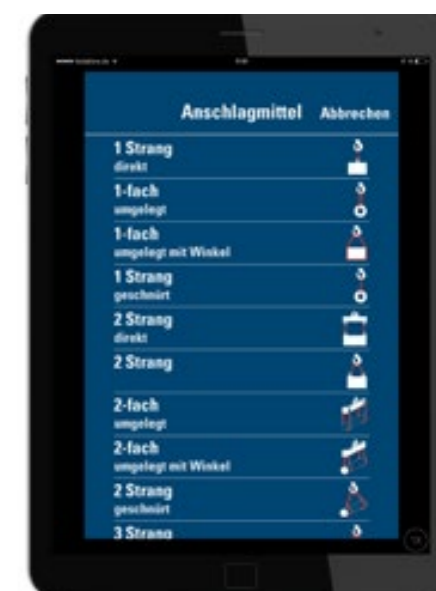 Anschlagmittel Abbrechen
1 Strang
direkt
1-fach
umgelegt
1-fach
umgelegt mit Winkel
1 Strang
geschnürt
2 Strang
direkt
2 Strang
2-fach
umgelegt
2-fach
umgelegt mit Winkel
2 Strang
geschnürt
3 Strang